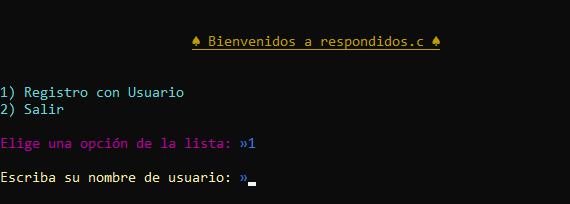 ♠ Bienvenidos a respondidos.c ♠
1) Registro con Usuario
2) Salir
Elige una opción de la lista: »1
Escriba su nombre de usuario: »